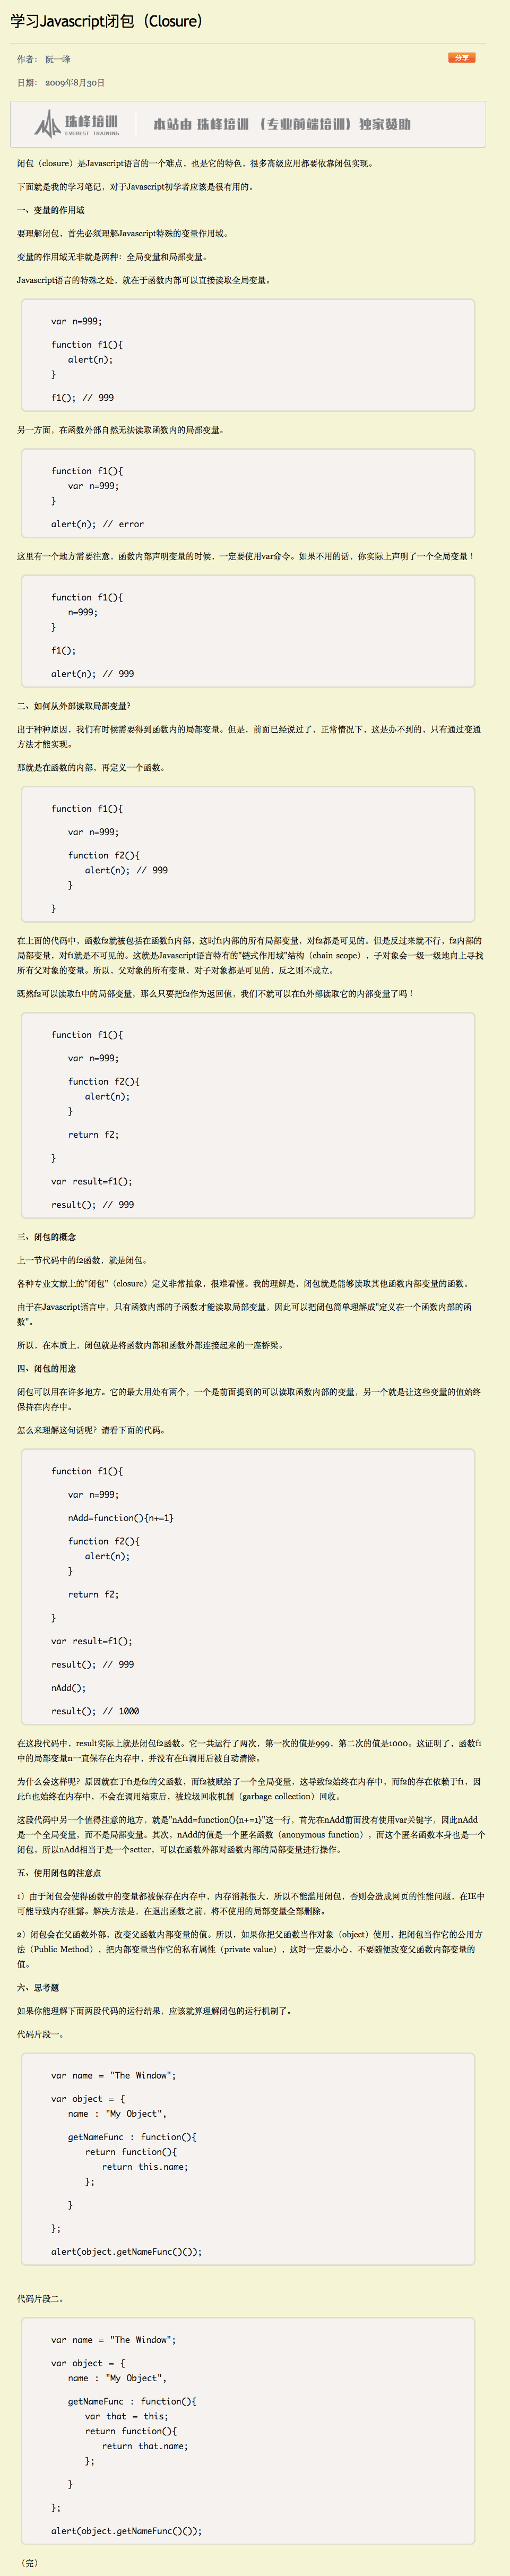 学习Javascript闭包（Closure）
作者： 阮一峰
分享
日期： 2009年8月30日
珠峰培训
EVEREST TRAINING
本站由 珠峰培训 （专业前端培训）独家赞助
闭包（closure）是Javascript语言的一个难点，也是它的特色，很多高级应用都要依靠闭包实现。
下面就是我的学习笔记，对于Javascript初学者应该是很有用的。
一、变量的作用域
要理解闭包，首先必须理解Javascript特殊的变量作用域。
变量的作用域无非就是两种：全局变量和局部变量。
Javascript语言的特殊之处，就在于函数内部可以直接读取全局变量。
var n=999;
function f1(){
alert(n);
}
f1(); // 999
另一方面，在函数外部自然无法读取函数内的局部变量。
function f1(){
var n=999;
}
alert(n); // error
这里有一个地方需要注意，函数内部声明变量的时候，一定要使用var命令。如果不用的话，你实际上声明了一个全局变量！
function f1(){
n=999;
}
f1();
alert(n); // 999
二、如何从外部读取局部变量？
出于种种原因，我们有时候需要得到函数内的局部变量。但是，前面已经说过了，正常情况下，这是办不到的，只有通过变通
方法才能实现。
那就是在函数的内部，再定义一个函数。
function f1(){
var n=999;
function f2(){
alert(n); // 999
}
}
在上面的代码中，函数f2就被包括在函数f1内部，这时f1内部的所有局部变量，对f2都是可见的。但是反过来就不行，f2内部的
局部变量，对f1就是不可见的。这就是Javascript语言特有的"链式作用域"结构（chain scope），子对象会一级一级地向上寻找
所有父对象的变量。所以，父对象的所有变量，对子对象都是可见的，反之则不成立。
既然f2可以读取f1中的局部变量，那么只要把f2作为返回值，我们不就可以在f1外部读取它的内部变量了吗！
function f1(){
var n=999;
function f2(){
alert(n);
}
return f2;
}
var result=f1();
result(); // 999
三、闭包的概念
上一节代码中的f2函数，就是闭包。
各种专业文献上的"闭包"（closure）定义非常抽象，很难看懂。我的理解是，闭包就是能够读取其他函数内部变量的函数。
由于在Javascript语言中，只有函数内部的子函数才能读取局部变量，因此可以把闭包简单理解成"定义在一个函数内部的函
数"。
所以，在本质上，闭包就是将函数内部和函数外部连接起来的一座桥梁。
四、闭包的用途
闭包可以用在许多地方。它的最大用处有两个，一个是前面提到的可以读取函数内部的变量，另一个就是让这些变量的值始终
保持在内存中。
怎么来理解这句话呢？请看下面的代码。
function f1(){
var n=999;
nAdd=function(){n+=1}
function f2(){
alert(n);
}
return f2;
}
var result=f1();
result(); // 999
nAdd();
result(); // 1000
在这段代码中，result实际上就是闭包f2函数。它一共运行了两次，第一次的值是999，第二次的值是1000。这证明了，函数f1
中的局部变量n一直保存在内存中，并没有在f1调用后被自动清除。
为什么会这样呢？原因就在于f1是f2的父函数，而f2被赋给了一个全局变量，这导致f2始终在内存中，而f2的存在依赖于f1，因
此f1也始终在内存中，不会在调用结束后，被垃圾回收机制（garbage collection）回收。
这段代码中另一个值得注意的地方，就是"nAdd=function(){n+=1}"这一行，首先在nAdd前面没有使用var关键字，因此nAdd
是一个全局变量，而不是局部变量。其次，nAdd的值是一个匿名函数（anonymous function），而这个匿名函数本身也是一个
闭包，所以nAdd相当于是一个setter，可以在函数外部对函数内部的局部变量进行操作。
五、使用闭包的注意点
1）由于闭包会使得函数中的变量都被保存在内存中，内存消耗很大，所以不能滥用闭包，否则会造成网页的性能问题，在IE中
可能导致内存泄露。解决方法是，在退出函数之前，将不使用的局部变量全部删除。
2）闭包会在父函数外部，改变父函数内部变量的值。所以，如果你把父函数当作对象（object）使用，把闭包当作它的公用方
法（Public Method），把内部变量当作它的私有属性（private value），这时一定要小心，不要随便改变父函数内部变量的
值。
六、思考题
如果你能理解下面两段代码的运行结果，应该就算理解闭包的运行机制了。
代码片段一。
var name = "The Window";
var object = {
name : "My Object",
getNameFunc : function(){
return function(){
return this.name;
};
}
};
alert(object.getNameFunc()());
代码片段二。
var name = "The Window";
var object = {
name : "My Object",
getNameFunc : function(){
var that = this;
return function(){
return that.name;
};
}
};
alert(object.getNameFunc()());
（完）